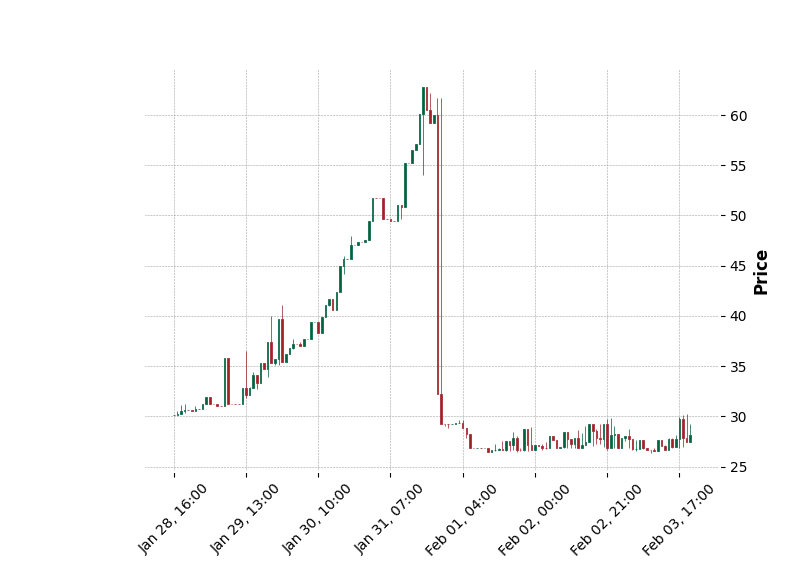 60
55
50
45
40
35
30
25
Price
Jan 28, 16:00
Jan 29, 13:00
Jan 30, 10:00
Jan 31, 07:00
Feb 01, 04:00
Feb 02, 00:00
Feb 02, 21:00
Feb 03, 17:00